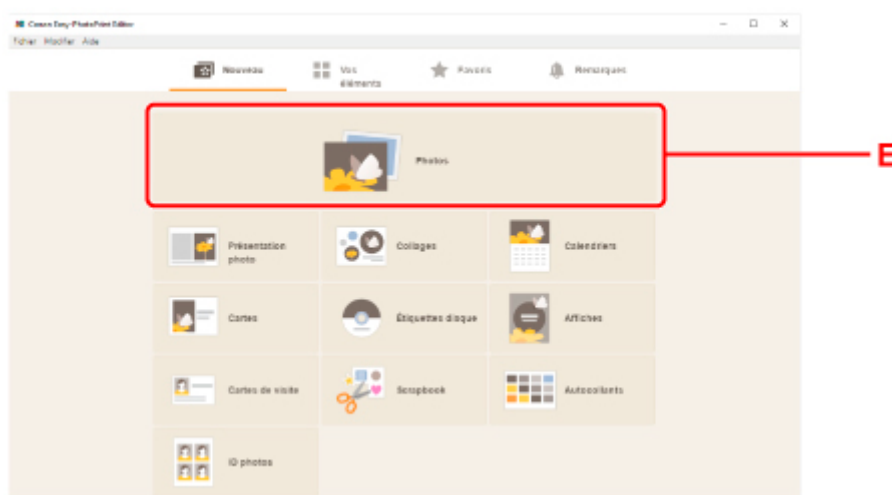 Canon Easy-PhotoPrint Editor
Fichier Modifier Aide
Nouveau
Vos
éléments
Favoris
Remarques
Photos
E
Présentation
photo
Collages
Calendriers
Cartes
Étiquettes disque
Affiches
Cartes de visite
Scrapbook
Autocollants
ID photos